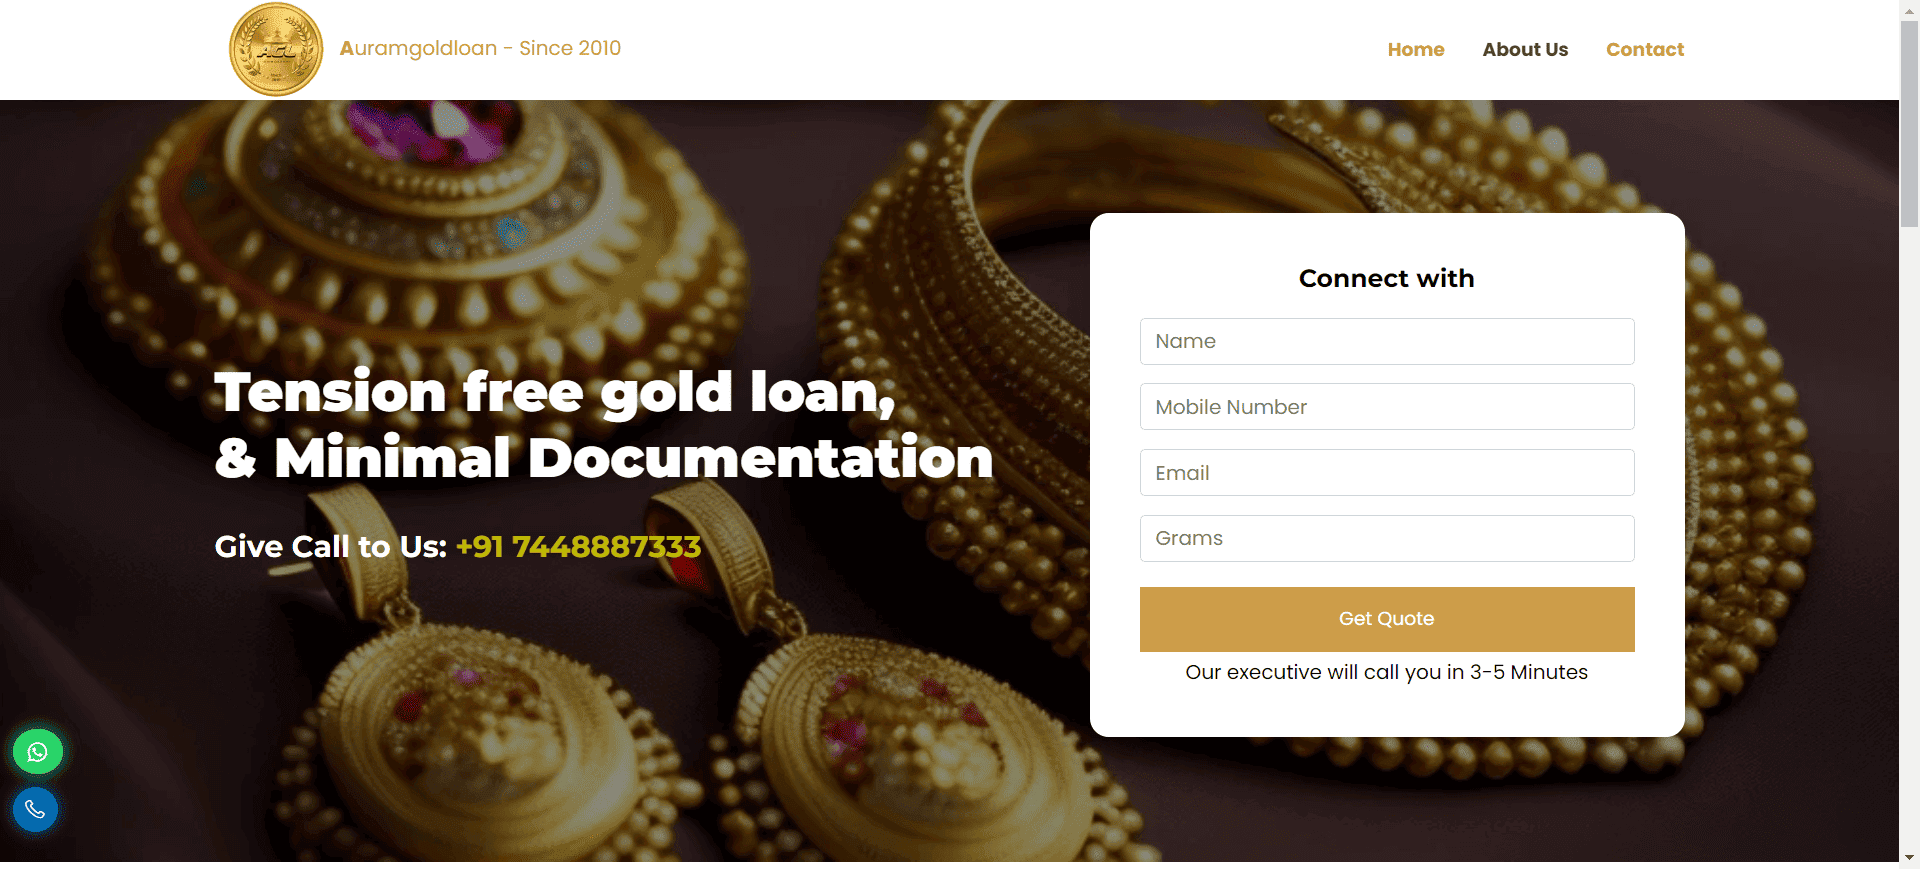 AGL
Auramgoldloan - Since 2010
Home
About Us
Contact
Tension free gold loan,
& Minimal Documentation
Give Call to Us: +91 7448887333
Connect with
Name
Mobile Number
Email
Grams
Get Quote
Our executive will call you in 3-5 Minutes